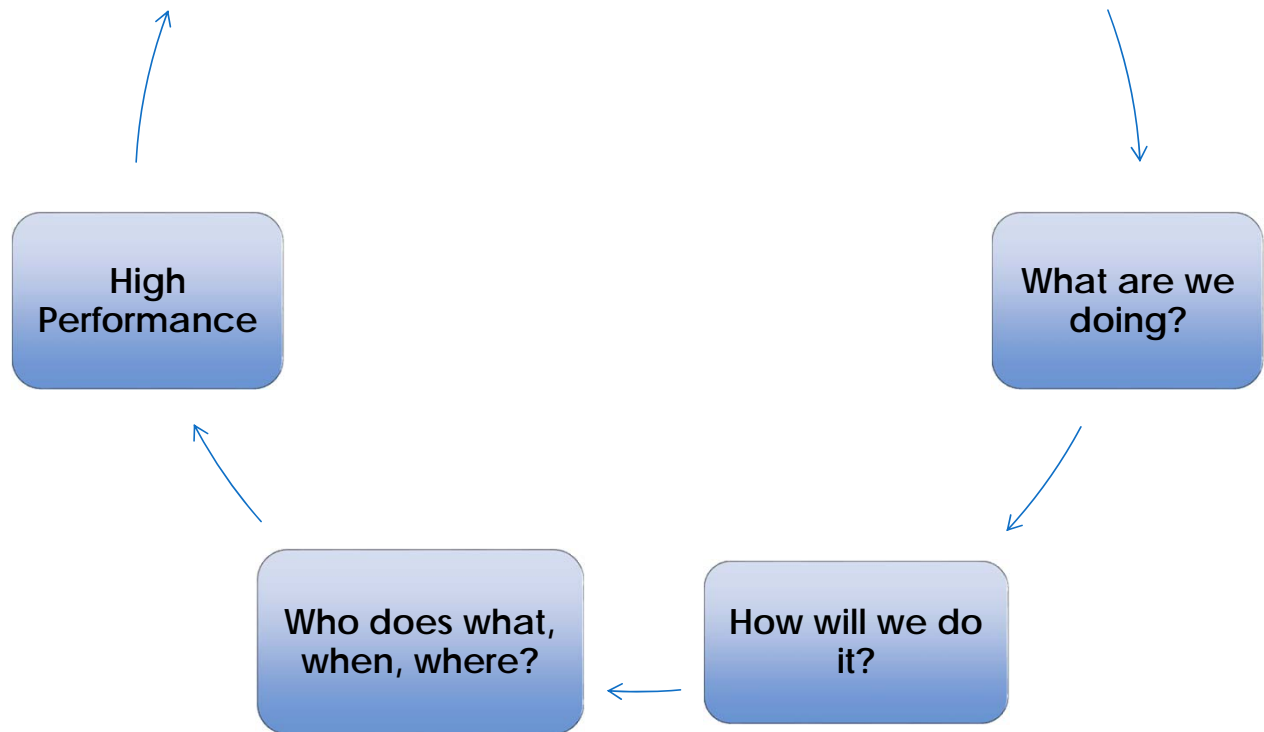 High
Performance
What are we
doing?
Who does what,
when, where?
How will we do
it?